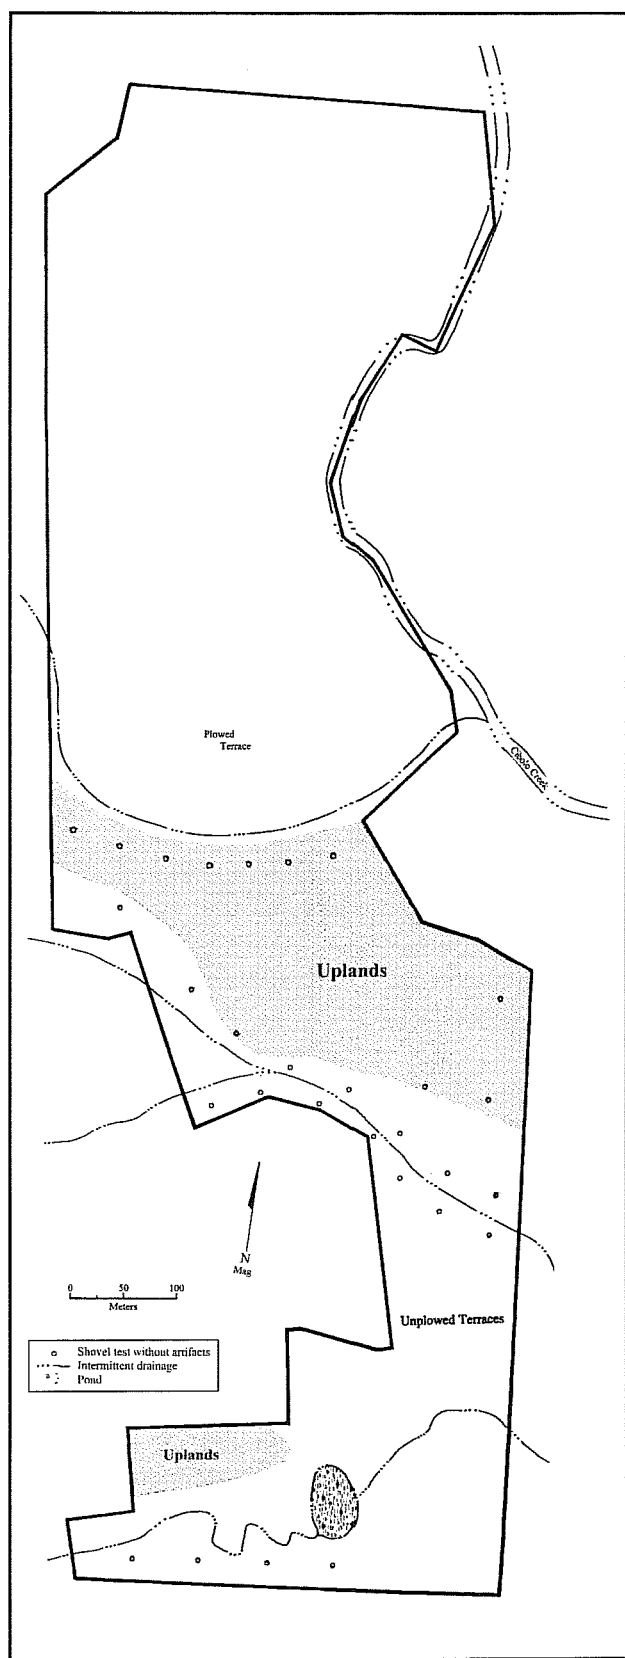 Plowed
Terrace
Cibolo Creek
Uplands
N
Mag
0 50 100
Meters
Unplowed Terraces
Shovel test without artifacts
Intermittent drainage
Pond
Uplands